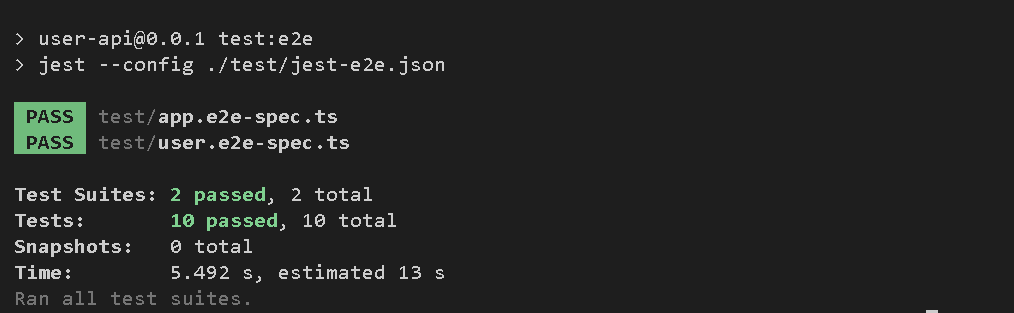 > user-api@0.0.1 test:e2e
> jest --config ./test/jest-e2e.json
PASS test/app.e2e-spec.ts
PASS test/user.e2e-spec.ts
Test Suites: 2 passed, 2 total
Tests: 10 passed, 10 total
Snapshots: 0 total
Time: 5.492 s, estimated 13 s
Ran all test suites.